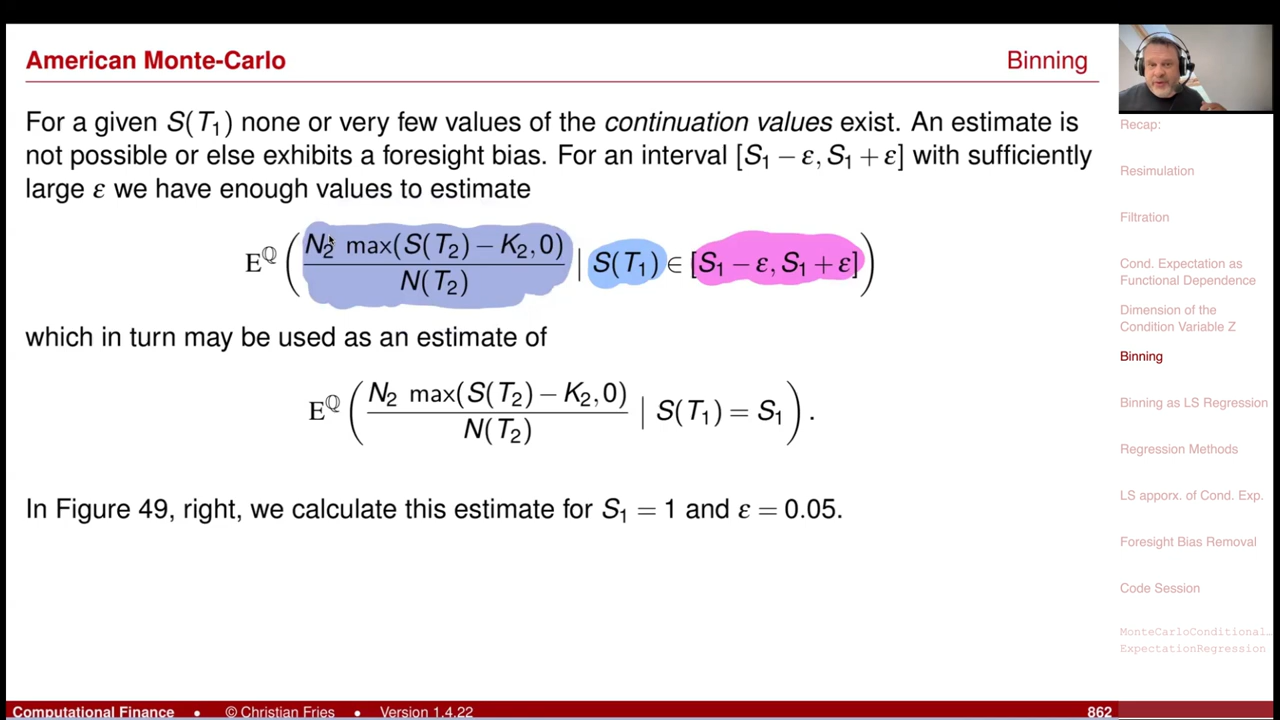 American Monte-Carlo
Binning
For a given S(T₁) none or very few values of the continuation values exist. An estimate is
not possible or else exhibits a foresight bias. For an interval [S₁ − ε, S₁ + ε] with sufficiently
large ε we have enough values to estimate
E^ℚ ( N₂ max(S(T₂) − K₂, 0) / N(T₂) | S(T₁) ∈ [S₁ − ε, S₁ + ε] )
which in turn may be used as an estimate of
E^ℚ ( N₂ max(S(T₂) − K₂, 0) / N(T₂) | S(T₁) = S₁ ) .
In Figure 49, right, we calculate this estimate for S₁ = 1 and ε = 0.05.
Recap:
Resimulation
Filtration
Cond. Expectation as
Functional Dependence
Dimension of the
Condition Variable Z
Binning
Binning as LS Regression
Regression Methods
LS apporx. of Cond. Exp.
Foresight Bias Removal
Code Session
MonteCarloConditional…
ExpectationRegression
Computational Finance • © Christian Fries • Version 1.4.22
862